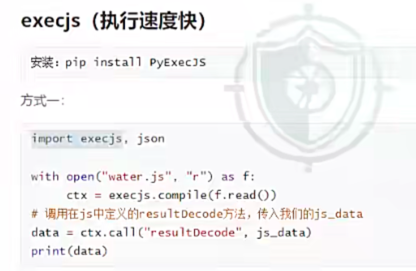 execjs（执行速度快）
安装：pip install PyExecJS
方式一：
import execjs, json
with open("water.js", "r") as f:
ctx = execjs.compile(f.read())
# 调用在js中定义的resultDecode方法，传入我们的js_data
data = ctx.call("resultDecode", js_data)
print(data)